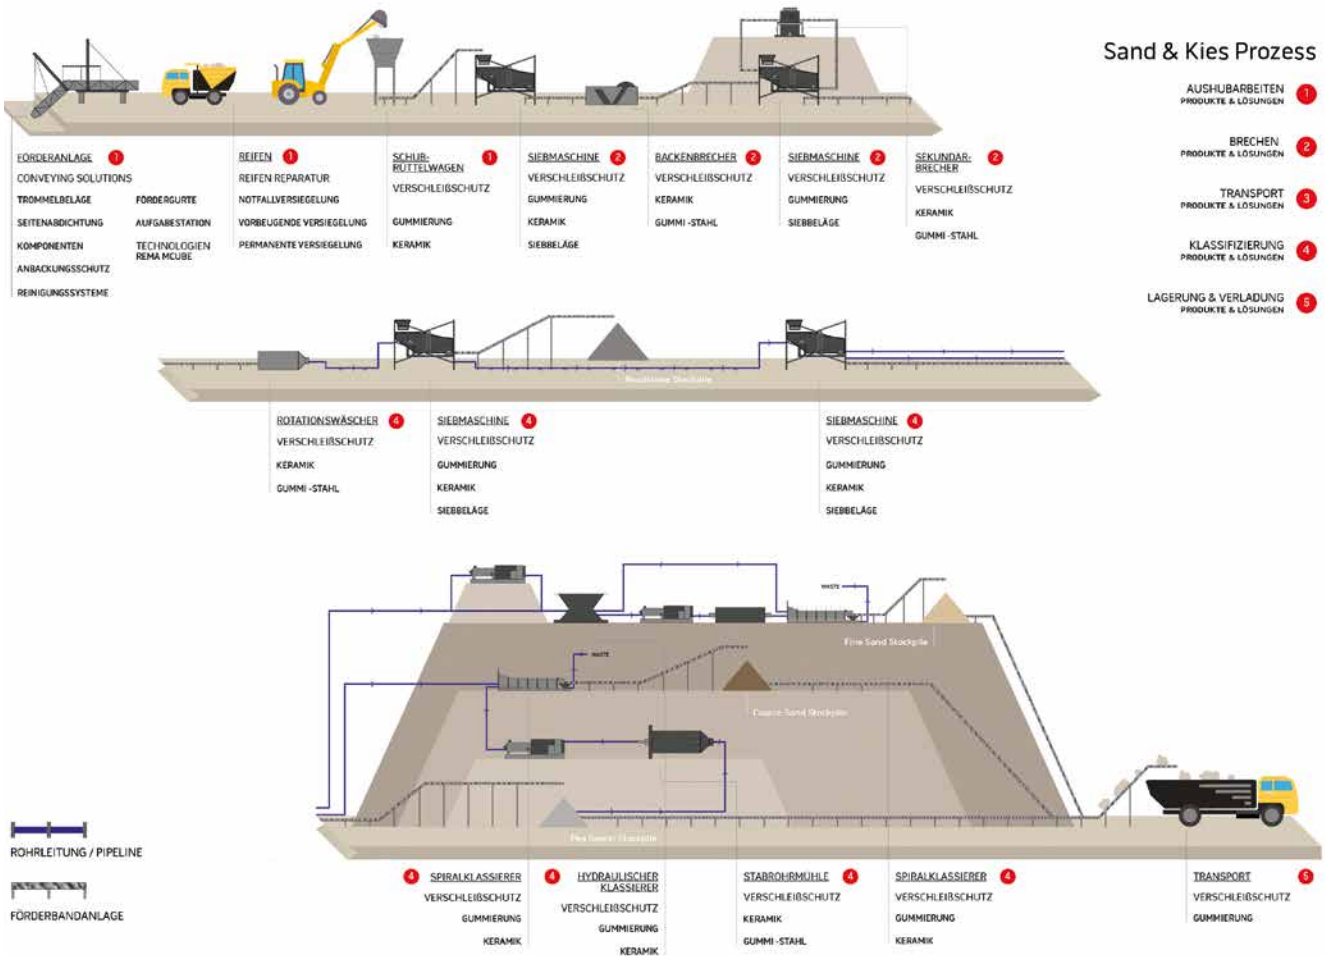 Sand & Kies Prozess
AUSHUBARBEITEN 1
PRODUKTE & LÖSUNGEN
BRECHEN 2
PRODUKTE & LÖSUNGEN
TRANSPORT 3
PRODUKTE & LÖSUNGEN
KLASSIFIZIERUNG 4
PRODUKTE & LÖSUNGEN
LAGERUNG & VERLADUNG 5
PRODUKTE & LÖSUNGEN
FÖRDERANLAGE 1
CONVEYING SOLUTIONS
TROMMELBELÄGE
SEITENABDICHTUNG
KOMPONENTEN
ANBACKUNGSSCHUTZ
REINIGUNGSSYSTEME
FÖRDERGURTE
AUFGABESTATION
TECHNOLOGIEN
REMA MCUBE
REIFEN 1
REIFEN REPARATUR
NOTFALLVERSIEGELUNG
VORBEUGENDE VERSIEGELUNG
PERMANENTE VERSIEGELUNG
SCHUB- 1
RÜTTELWAGEN
VERSCHLEIẞSCHUTZ
GUMMIERUNG
KERAMIK
SIEBMASCHINE 2
VERSCHLEIẞSCHUTZ
GUMMIERUNG
KERAMIK
SIEBBELÄGE
BACKENBRECHER 2
VERSCHLEIẞSCHUTZ
KERAMIK
GUMMI -STAHL
SIEBMASCHINE 2
VERSCHLEIẞSCHUTZ
GUMMIERUNG
SIEBBELÄGE
SEKUNDÄR- 2
BRECHER
VERSCHLEIẞSCHUTZ
KERAMIK
GUMMI -STAHL
ROTATIONSWÄSCHER 4
VERSCHLEIẞSCHUTZ
KERAMIK
GUMMI -STAHL
SIEBMASCHINE 4
VERSCHLEIẞSCHUTZ
GUMMIERUNG
KERAMIK
SIEBBELÄGE
SIEBMASCHINE 4
VERSCHLEIẞSCHUTZ
GUMMIERUNG
KERAMIK
SIEBBELÄGE
WASTE
Fine Sand Stockpile
WASTE
Coarse Sand Stockpile
Pea Gravel Stockpile
ROHRLEITUNG / PIPELINE
FÖRDERBANDANLAGE
4 SPIRALKLASSIERER
VERSCHLEIẞSCHUTZ
GUMMIERUNG
KERAMIK
4 HYDRAULISCHER
KLASSIERER
VERSCHLEIẞSCHUTZ
GUMMIERUNG
KERAMIK
STABROHRMÜHLE 4
VERSCHLEIẞSCHUTZ
KERAMIK
GUMMI -STAHL
SPIRALKLASSIERER 4
VERSCHLEIẞSCHUTZ
GUMMIERUNG
KERAMIK
TRANSPORT 5
VERSCHLEIẞSCHUTZ
GUMMIERUNG